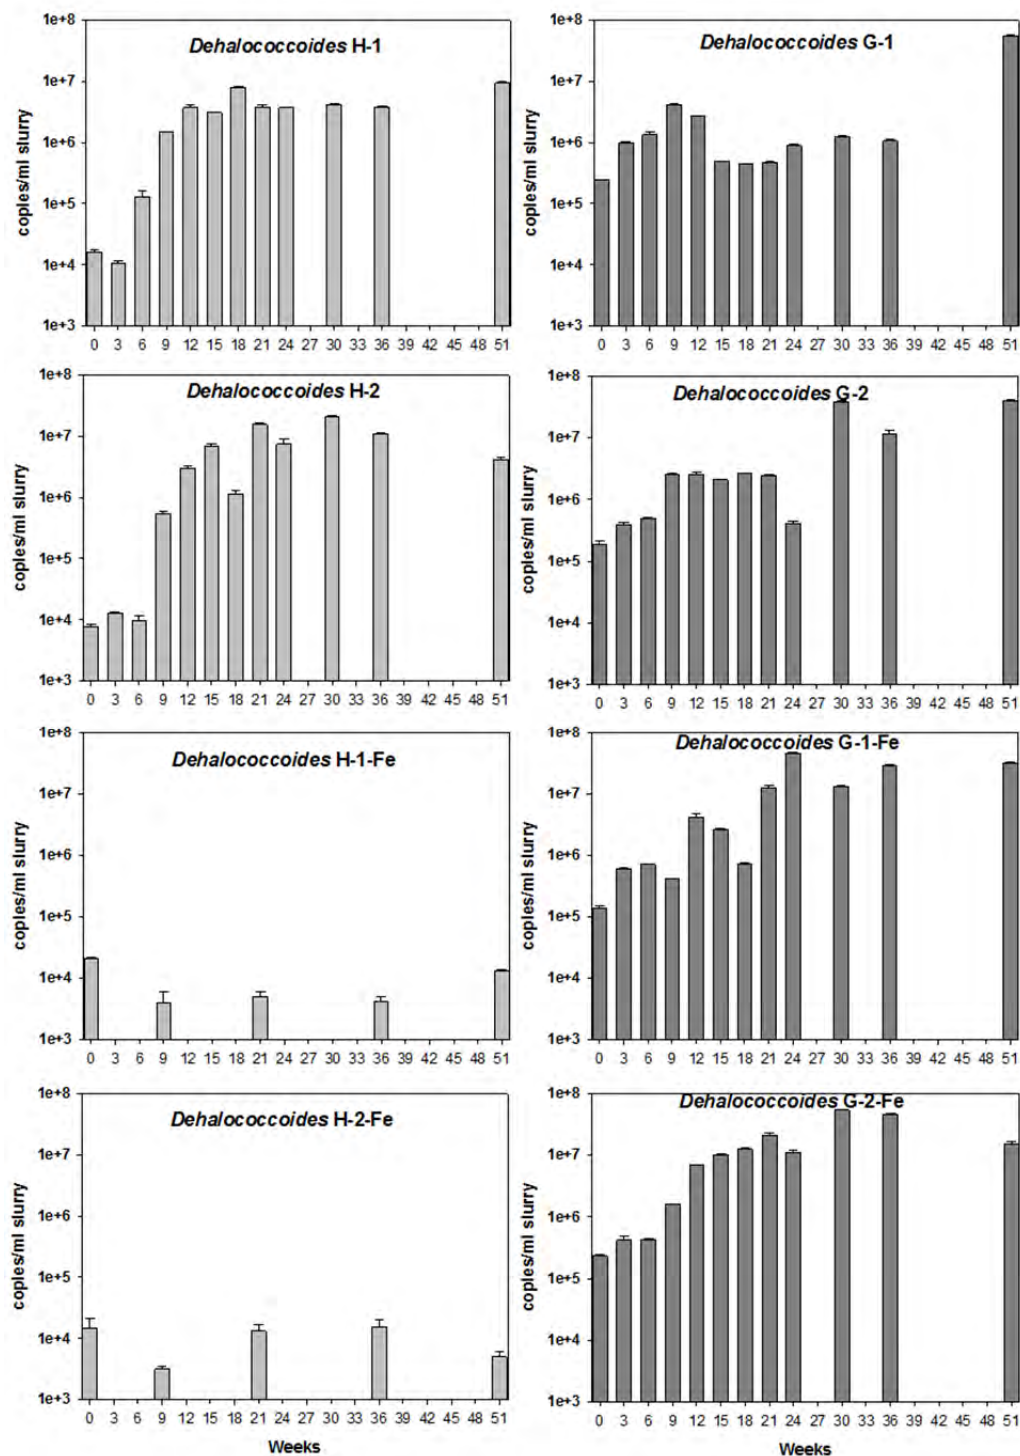 Dehalococcoides H-1
coples/ml slurry
1e+8
1e+7
1e+6
1e+5
1e+4
1e+3
0 3 6 9 12 15 18 21 24 27 30 33 36 39 42 45 48 51
Dehalococcoides G-1
coples/ml slurry
1e+8
1e+7
1e+6
1e+5
1e+4
1e+3
0 3 6 9 12 15 18 21 24 27 30 33 36 39 42 45 48 51
Dehalococcoides H-2
coples/ml slurry
1e+8
1e+7
1e+6
1e+5
1e+4
1e+3
0 3 6 9 12 15 18 21 24 27 30 33 36 39 42 45 48 51
Dehalococcoides G-2
coples/ml slurry
1e+8
1e+7
1e+6
1e+5
1e+4
1e+3
0 3 6 9 12 15 18 21 24 27 30 33 36 39 42 45 48 51
Dehalococcoides H-1-Fe
coples/ml slurry
1e+8
1e+7
1e+6
1e+5
1e+4
1e+3
0 3 6 9 12 15 18 21 24 27 30 33 36 39 42 45 48 51
Dehalococcoides G-1-Fe
coples/ml slurry
1e+8
1e+7
1e+6
1e+5
1e+4
1e+3
0 3 6 9 12 15 18 21 24 27 30 33 36 39 42 45 48 51
Dehalococcoides H-2-Fe
coples/ml slurry
1e+8
1e+7
1e+6
1e+5
1e+4
1e+3
0 3 6 9 12 15 18 21 24 27 30 33 36 39 42 45 48 51
Weeks
Dehalococcoides G-2-Fe
coples/ml slurry
1e+8
1e+7
1e+6
1e+5
1e+4
1e+3
0 3 6 9 12 15 18 21 24 27 30 33 36 39 42 45 48 51
Weeks